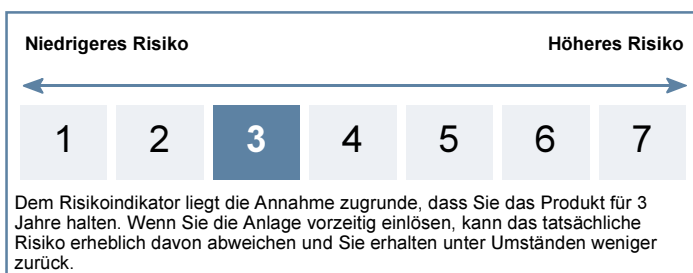 Niedrigeres Risiko Höheres Risiko
1 2 3 4 5 6 7
Dem Risikoindikator liegt die Annahme zugrunde, dass Sie das Produkt für 3
Jahre halten. Wenn Sie die Anlage vorzeitig einlösen, kann das tatsächliche
Risiko erheblich davon abweichen und Sie erhalten unter Umständen weniger
zurück.